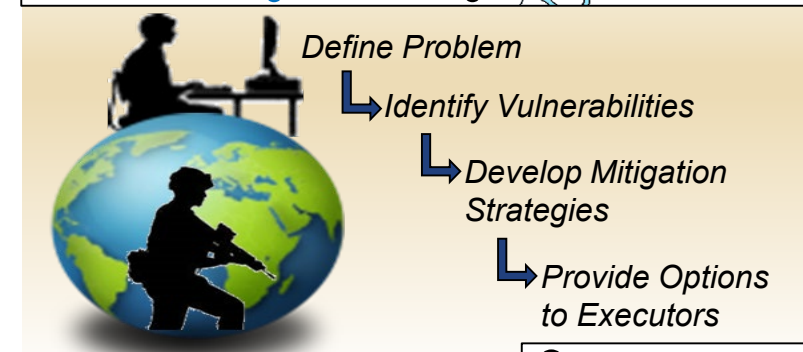 Define Problem
Identify Vulnerabilities
Develop Mitigation
Strategies
Provide Options
to Executors